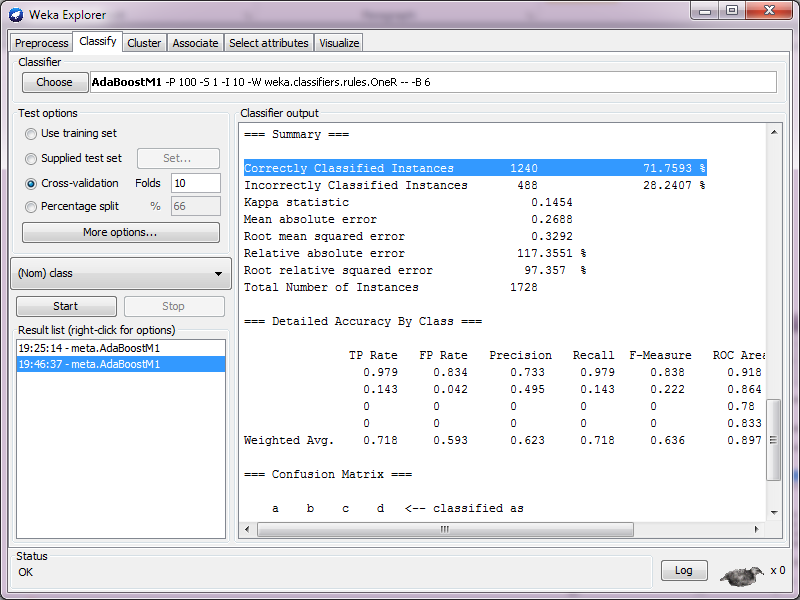 Weka Explorer
Preprocess Classify Cluster Associate Select attributes Visualize
Classifier
Choose AdaBoostM1 -P 100 -S 1 -I 10 -W weka.classifiers.rules.OneR -- -B 6
Test options
Use training set
Supplied test set Set...
Cross-validation Folds 10
Percentage split % 66
More options...
(Nom) class
Start Stop
Result list (right-click for options)
19:25:14 - meta.AdaBoostM1
19:46:37 - meta.AdaBoostM1
Classifier output
=== Summary ===
Correctly Classified Instances 1240 71.7593 %
Incorrectly Classified Instances 488 28.2407 %
Kappa statistic 0.1454
Mean absolute error 0.2688
Root mean squared error 0.3292
Relative absolute error 117.3551 %
Root relative squared error 97.357 %
Total Number of Instances 1728
=== Detailed Accuracy By Class ===
TP Rate FP Rate Precision Recall F-Measure ROC Area
0.979 0.834 0.733 0.979 0.838 0.918
0.143 0.042 0.495 0.143 0.222 0.864
0 0 0 0 0 0.78
0 0 0 0 0 0.833
Weighted Avg. 0.718 0.593 0.623 0.718 0.636 0.897
=== Confusion Matrix ===
a b c d <-- classified as
Status
OK
Log x 0